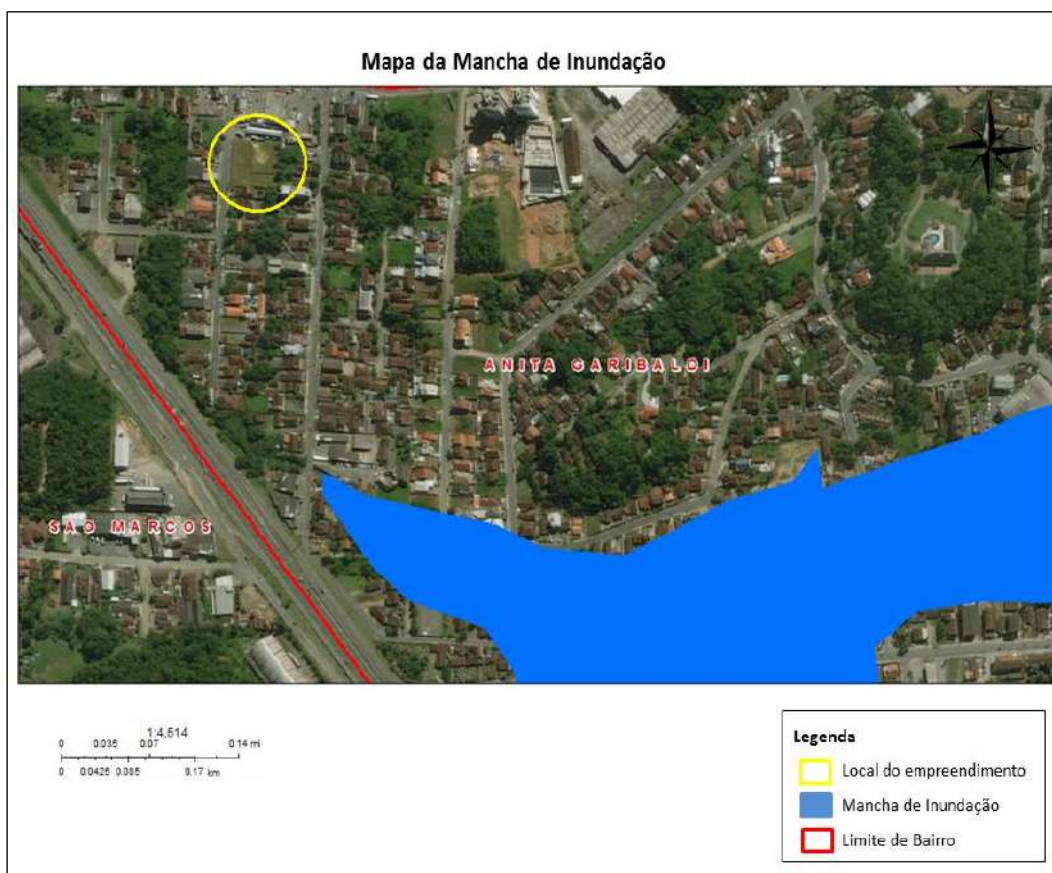 Mapa da Mancha de Inundação
ANITA GARIBALDI
SAO MARCOS
1:4,514
0 0.035 0.07 0.14 mi
0 0.0425 0.085 0.17 km
Legenda
Local do empreendimento
Mancha de Inundação
Limite de Bairro